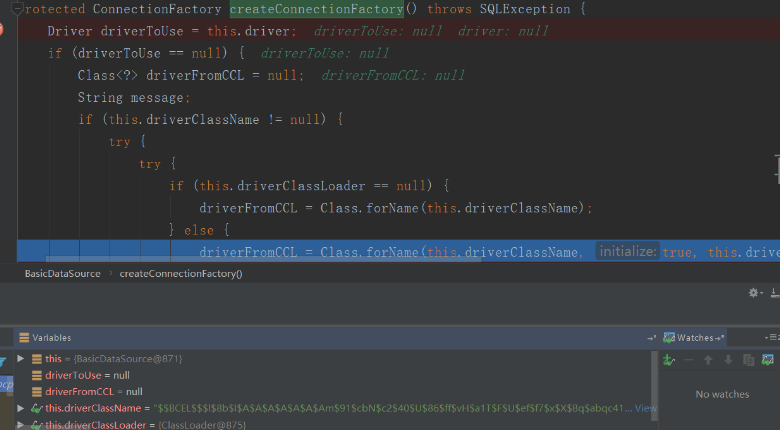 rotected ConnectionFactory createConnectionFactory() throws SQLException {
Driver driverToUse = this.driver; driverToUse: null driver: null
if (driverToUse == null) { driverToUse: null
Class<?> driverFromCCL = null; driverFromCCL: null
String message;
if (this.driverClassName != null) {
try {
try {
if (this.driverClassLoader == null) {
driverFromCCL = Class.forName(this.driverClassName);
} else {
driverFromCCL = Class.forName(this.driverClassName, initialize: true, this.drive
BasicDataSource createConnectionFactory()
Variables
Watches
this = {BasicDataSource@871}
driverToUse = null
driverFromCCL = null
No watches
this.driverClassName = "$$BCEL$$$l$8b$I$A$A$A$A$A$A$Am$91$cbN$c2$40$U$86$ff$vH$a1T$F$U$ef$f7$x$X$Bq$abqc41... View
this.driverClassLoader = {ClassLoader@875}